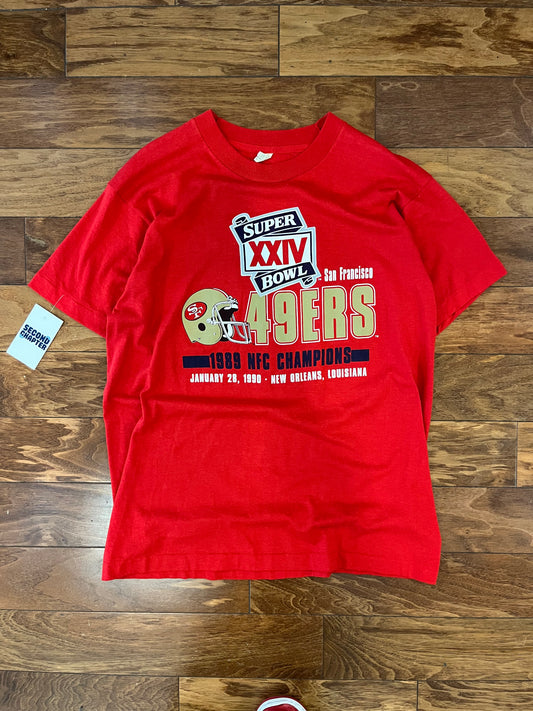 SUPER
XXIV
BOWL
San Francisco
49ERS
1989 NFC CHAMPIONS
JANUARY 28, 1990 - NEW ORLEANS, LOUISIANA
SECOND
CHAPTER